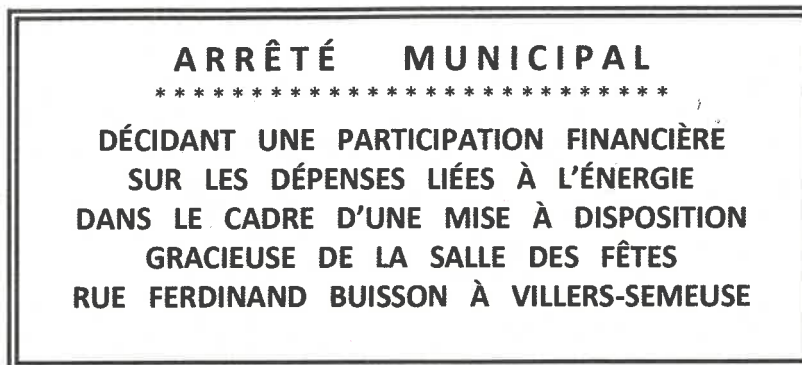 ARRÊTÉ MUNICIPAL
* * * * * * * * * * * * * * * * * * * * * * * * * * *
DÉCIDANT UNE PARTICIPATION FINANCIÈRE
SUR LES DÉPENSES LIÉES À L'ÉNERGIE
DANS LE CADRE D'UNE MISE À DISPOSITION
GRACIEUSE DE LA SALLE DES FÊTES
RUE FERDINAND BUISSON À VILLERS-SEMEUSE